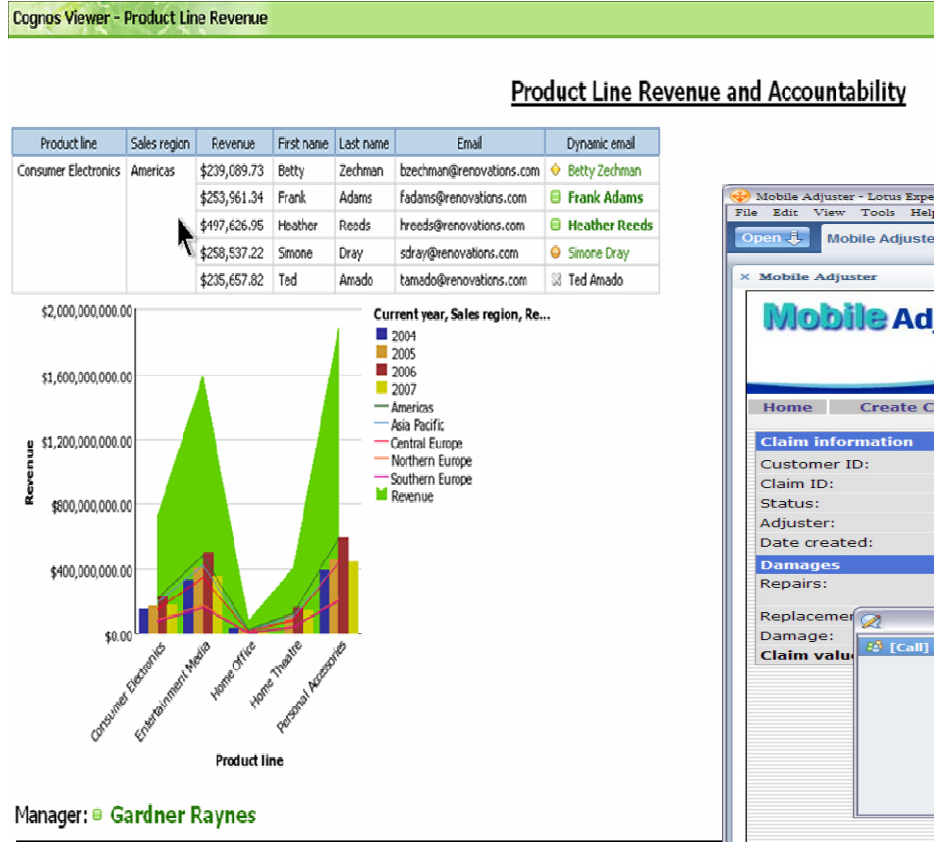 Cognos Viewer - Product Line Revenue
Product Line Revenue and Accountability
Product line Sales region Revenue First name Last name Email Dynamic email
Consumer Electronics Americas $239,089.73 Betty Zechman bzechman@renovations.com Betty Zechman
$253,961.34 Frank Adams fadams@renovations.com Frank Adams
$497,626.95 Heather Reeds hreeds@renovations.com Heather Reeds
$258,537.22 Simone Dray sdray@renovations.com Simone Dray
$235,657.82 Ted Amado tamado@renovations.com Ted Amado
$2,000,000,000.00
$1,600,000,000.00
$1,200,000,000.00
$800,000,000.00
$400,000,000.00
$0.00
Revenue
Consumer Electronics
Entertainment Media
Home Office
Home Theatre
Personal Accessories
Product line
Current year, Sales region, Re...
2004
2005
2006
2007
Americas
Asia Pacific
Central Europe
Northern Europe
Southern Europe
Revenue
Manager: Gardner Raynes
Mobile Adjuster - Lotus Expe
File Edit View Tools Help
Open Mobile Adjuste
Mobile Adjuster
Mobile Adj
Home Create C
Claim information
Customer ID:
Claim ID:
Status:
Adjuster:
Date created:
Damages
Repairs:
Replacemen
Damage:
Claim valu
[Call]